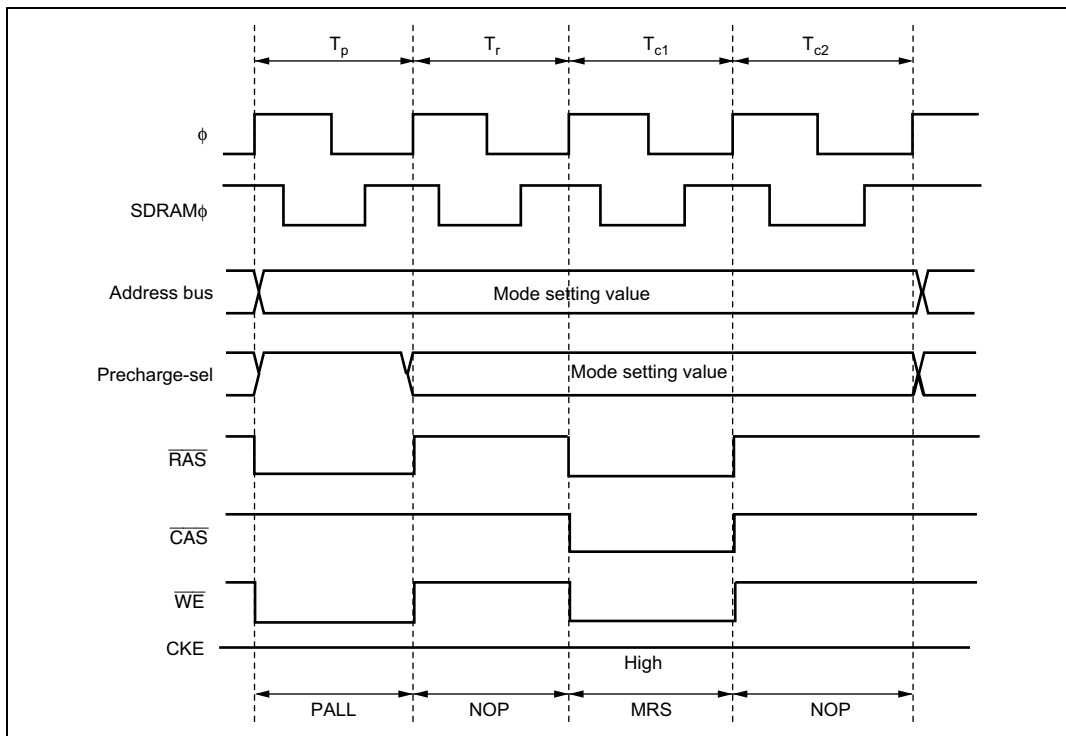 Tp Tr Tc1 Tc2
ϕ
SDRAMϕ
Address bus Mode setting value
Precharge-sel Mode setting value
RAS
CAS
WE
CKE
High
PALL NOP MRS NOP